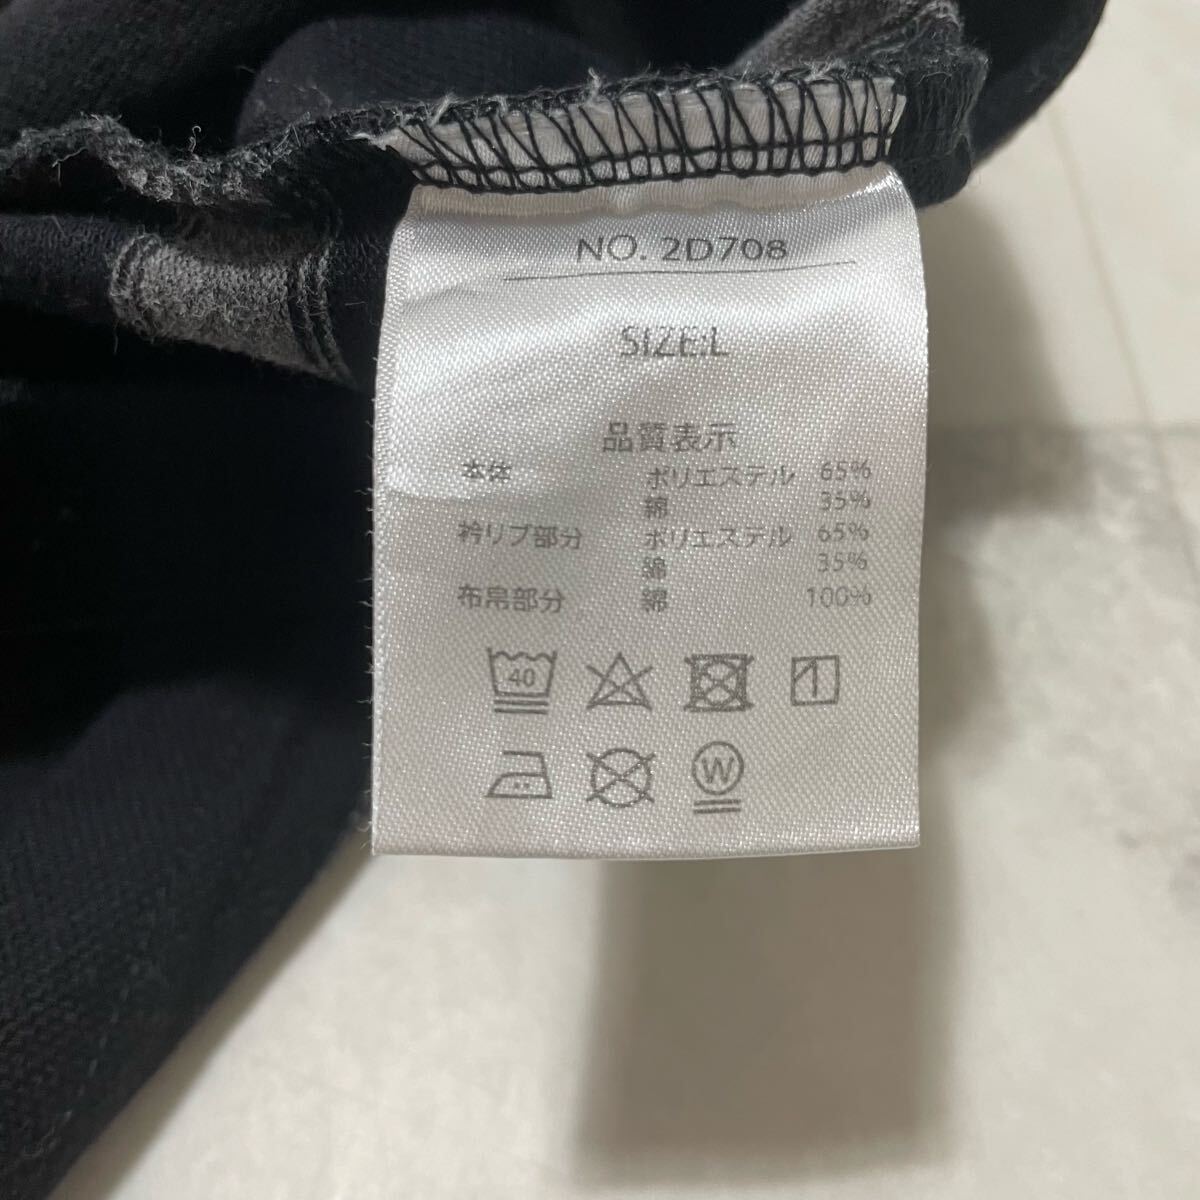 NO. 2D708
SIZE:L
品質表示
本体 ポリエステル 65%
綿 35%
衿リブ部分 ポリエステル 65%
綿 35%
布帛部分 綿 100%
40
W